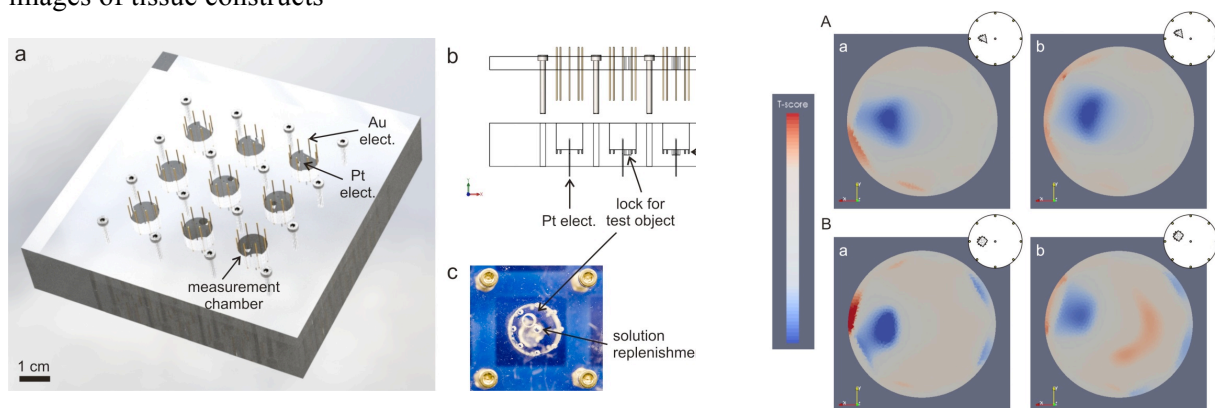 images of tissue constructs
a
Au
elect.
Pt
elect.
measurement
chamber
1 cm
b
Pt elect.
lock for
test object
c
solution
replenishme
T-score
A
a
b
B
a
b